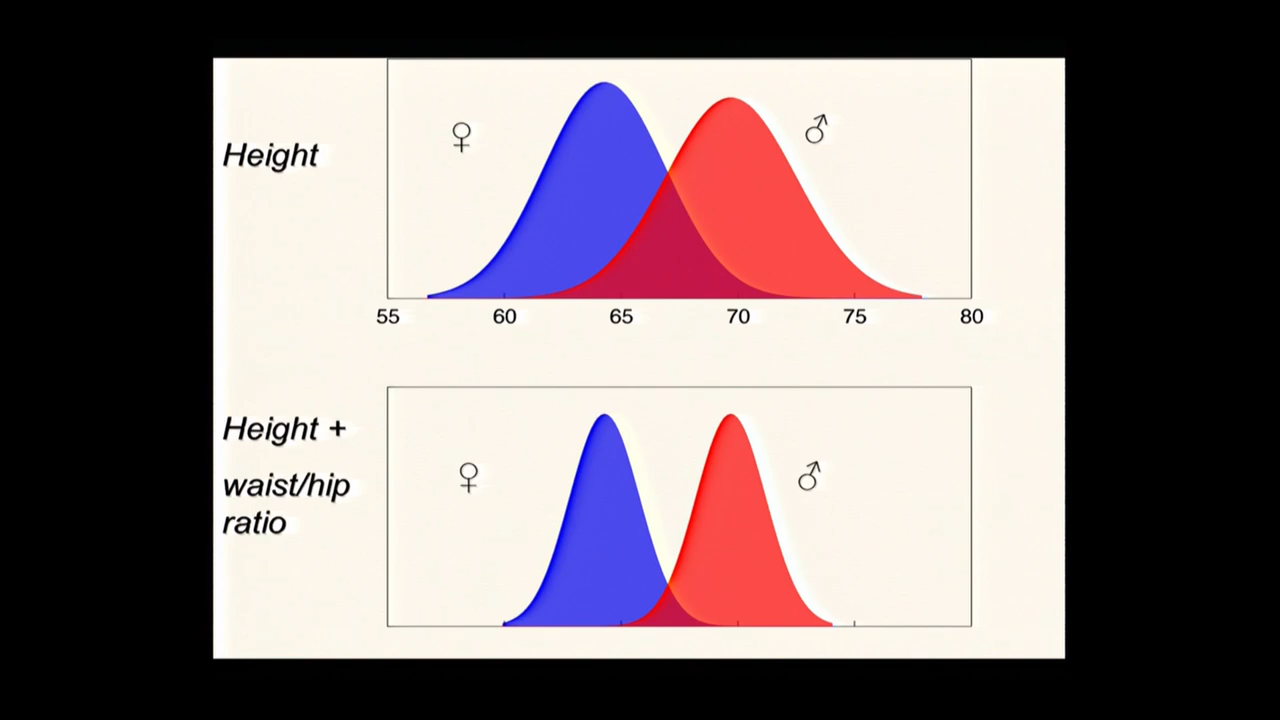 ♀
♂
Height
55 60 65 70 75 80
Height +
♀
♂
waist/hip
ratio